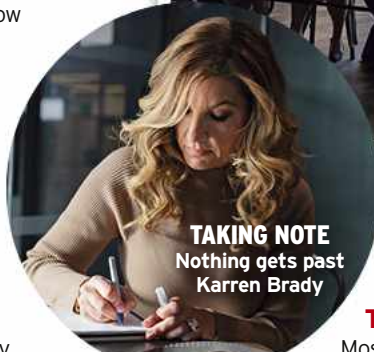 ow
TAKING NOTE
Nothing gets past
Karren Brady
T
Mos
y